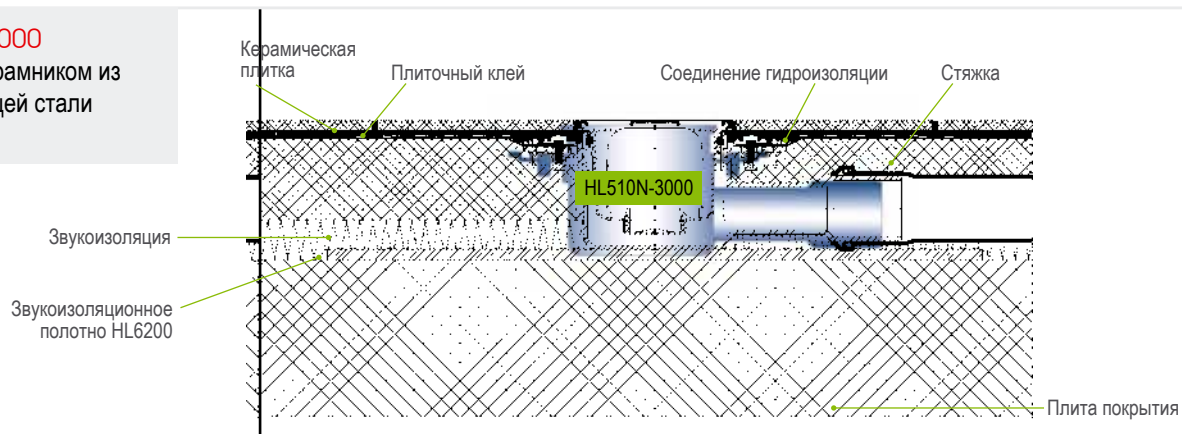 000
рамником из
щей стали
Керамическая
плитка
Плиточный клей
Соединение гидроизоляции
Стяжка
HL510N-3000
Звукоизоляция
Звукоизоляционное
полотно HL6200
Плита покрытия